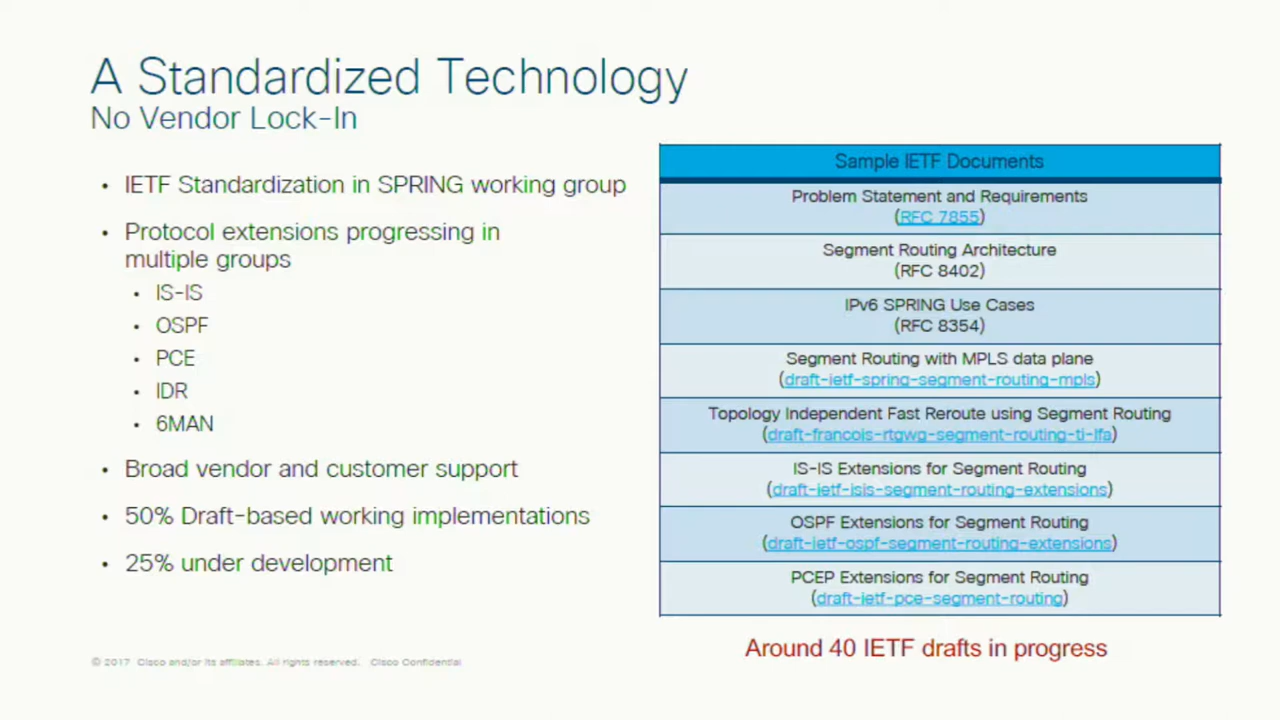 A Standardized Technology
No Vendor Lock-In
• IETF Standardization in SPRING working group
• Protocol extensions progressing in
multiple groups
• IS-IS
• OSPF
• PCE
• IDR
• 6MAN
• Broad vendor and customer support
• 50% Draft-based working implementations
• 25% under development
Sample IETF Documents
Problem Statement and Requirements
(RFC 7855)
Segment Routing Architecture
(RFC 8402)
IPv6 SPRING Use Cases
(RFC 8354)
Segment Routing with MPLS data plane
(draft-ietf-spring-segment-routing-mpls)
Topology Independent Fast Reroute using Segment Routing
(draft-francois-rtgwg-segment-routing-ti-lfa)
IS-IS Extensions for Segment Routing
(draft-ietf-isis-segment-routing-extensions)
OSPF Extensions for Segment Routing
(draft-ietf-ospf-segment-routing-extensions)
PCEP Extensions for Segment Routing
(draft-ietf-pce-segment-routing)
Around 40 IETF drafts in progress
© 2017 Cisco and/or its affiliates. All rights reserved. Cisco Confidential